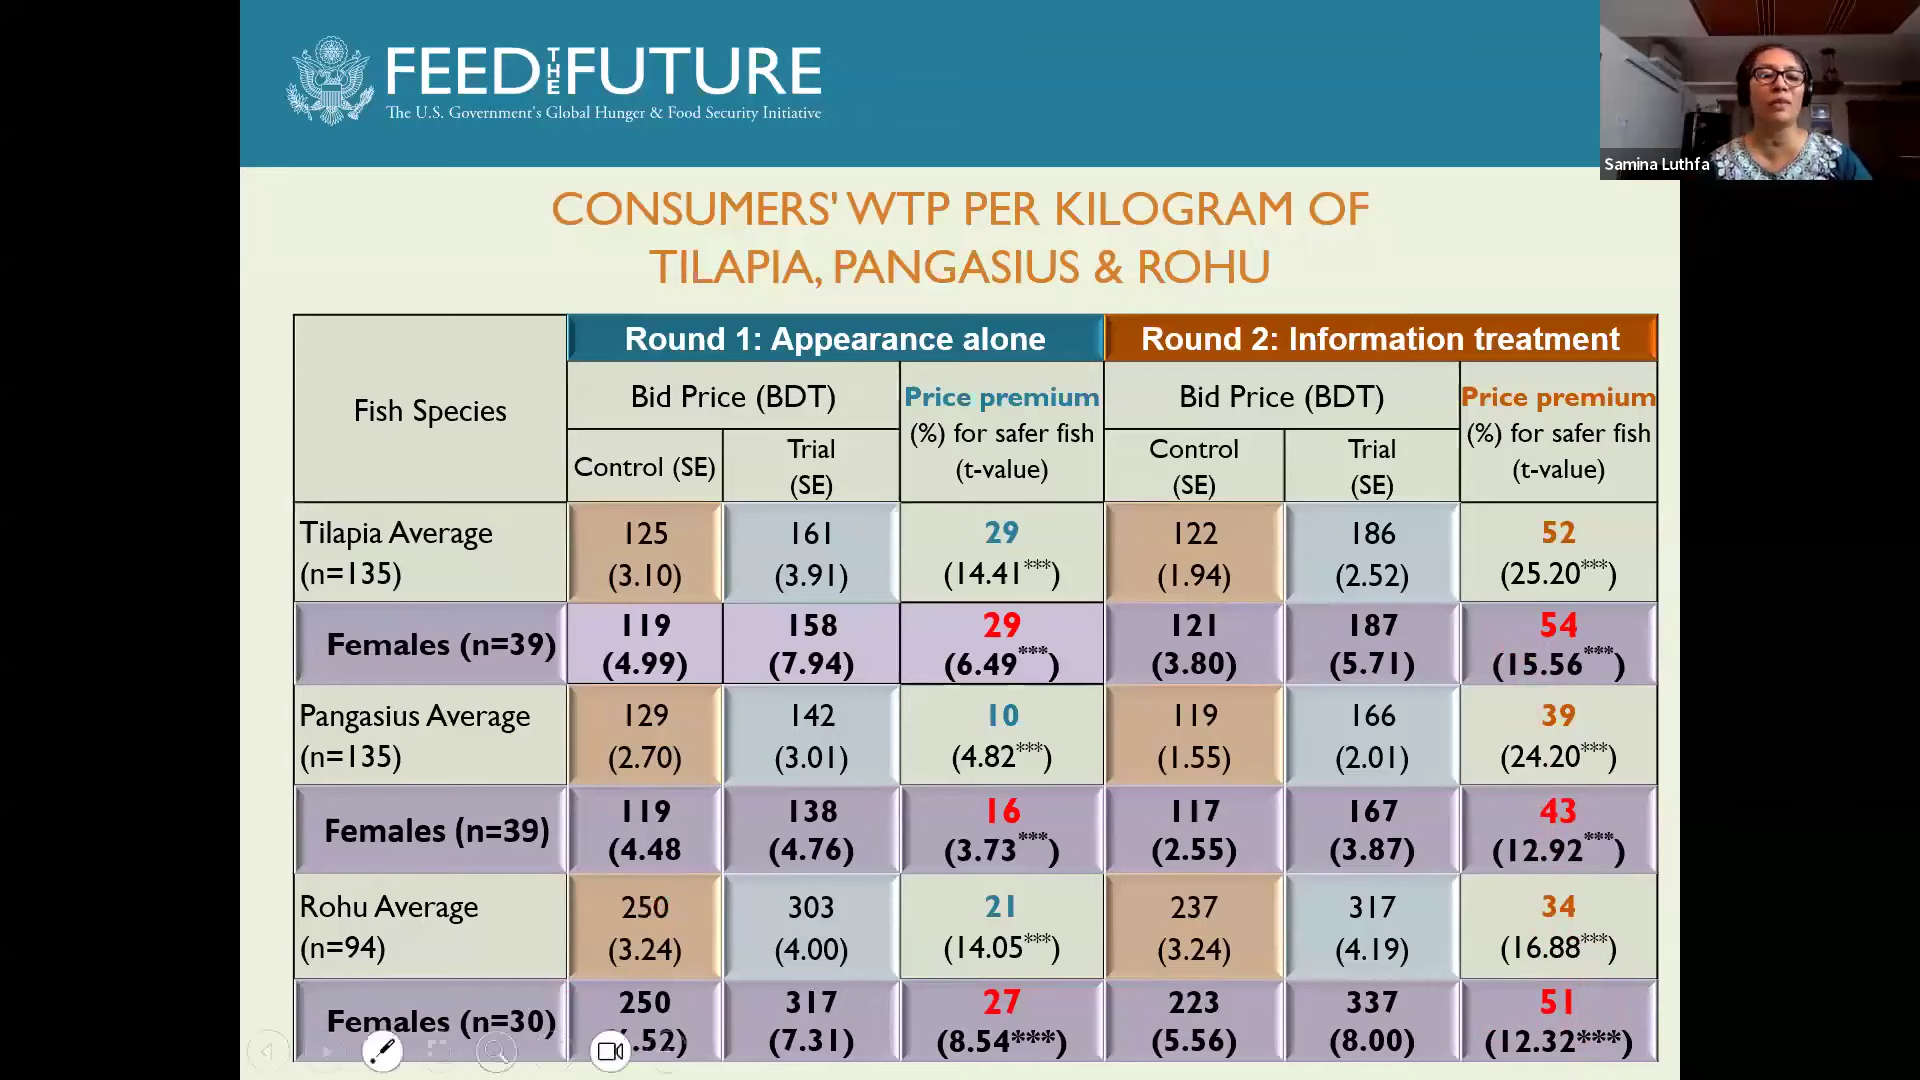 FEED THE FUTURE
The U.S. Government's Global Hunger & Food Security Initiative
Samina Luthfa
CONSUMERS' WTP PER KILOGRAM OF
TILAPIA, PANGASIUS & ROHU
Fish Species
Round 1: Appearance alone
Round 2: Information treatment
Bid Price (BDT)
Price premium
(%) for safer fish
(t-value)
Bid Price (BDT)
Price premium
(%) for safer fish
(t-value)
Control (SE)
Trial
(SE)
Control
(SE)
Trial
(SE)
Tilapia Average
(n=135)
125
(3.10)
161
(3.91)
29
(14.41***)
122
(1.94)
186
(2.52)
52
(25.20***)
Females (n=39)
119
(4.99)
158
(7.94)
29
(6.49***)
121
(3.80)
187
(5.71)
54
(15.56***)
Pangasius Average
(n=135)
129
(2.70)
142
(3.01)
10
(4.82***)
119
(1.55)
166
(2.01)
39
(24.20***)
Females (n=39)
119
(4.48
138
(4.76)
16
(3.73***)
117
(2.55)
167
(3.87)
43
(12.92***)
Rohu Average
(n=94)
250
(3.24)
303
(4.00)
21
(14.05***)
237
(3.24)
317
(4.19)
34
(16.88***)
Females (n=30)
250
.52)
317
(7.31)
27
(8.54***)
223
(5.56)
337
(8.00)
51
(12.32***)